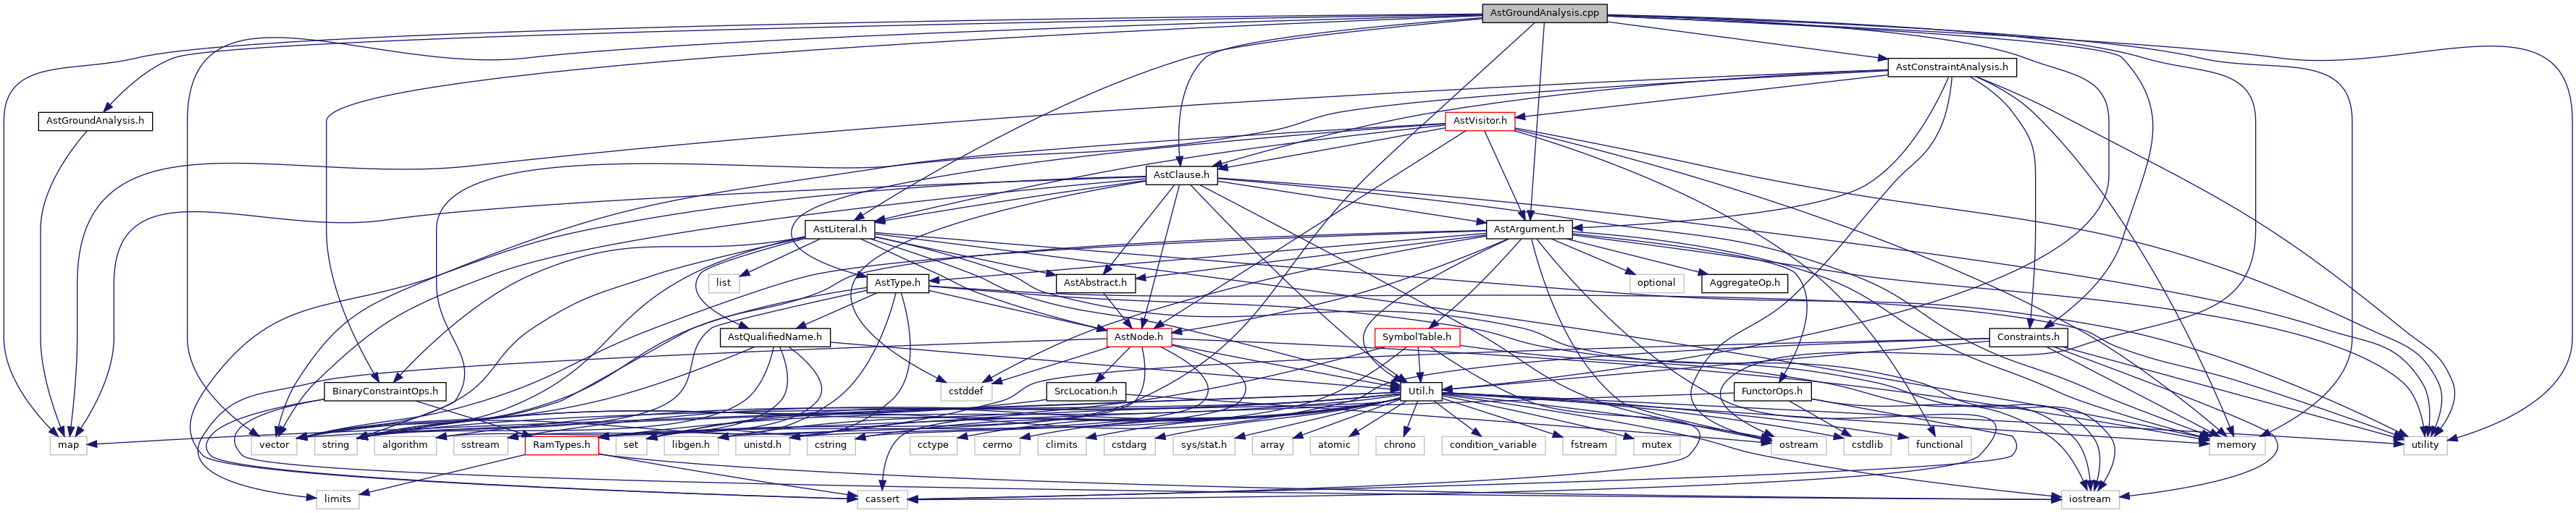 AstGroundAnalysis.cpp
AstConstraintAnalysis.h
AstGroundAnalysis.h
AstVisitor.h
AstClause.h
AstLiteral.h
AstArgument.h
list
AstType.h
AstAbstract.h
optional
AggregateOp.h
AstQualifiedName.h
AstNode.h
SymbolTable.h
Constraints.h
BinaryConstraintOps.h
cstddef
SrcLocation.h
Util.h
FunctorOps.h
map
vector
string
algorithm
sstream
RamTypes.h
set
libgen.h
unistd.h
cstring
cctype
cerrno
climits
cstdarg
sys/stat.h
array
atomic
chrono
condition_variable
fstream
mutex
ostream
cstdlib
functional
memory
utility
limits
cassert
iostream